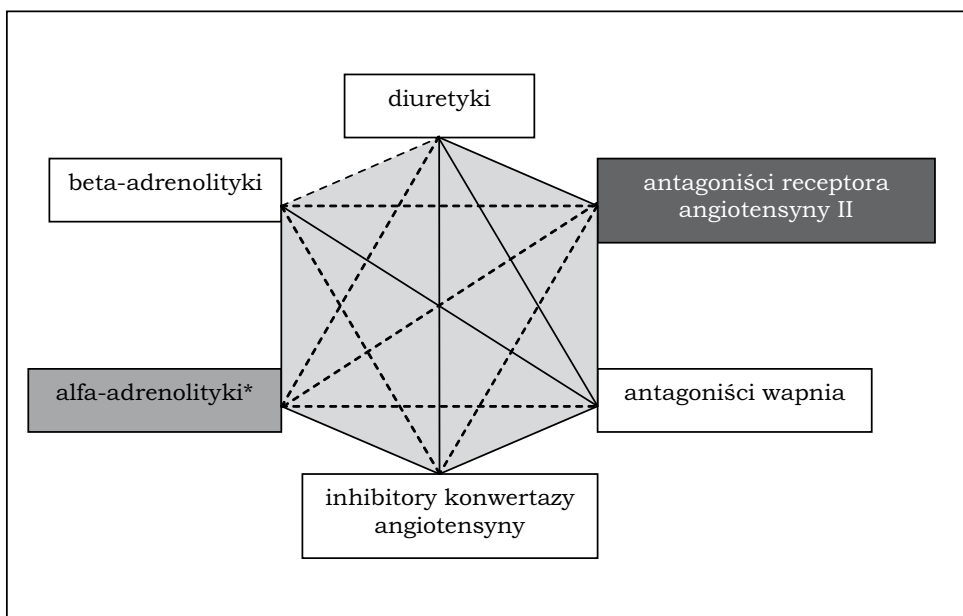 diuretyki
beta-adrenolityki
antagoniści receptora
angiotensyny II
alfa-adrenolityki*
antagoniści wapnia
inhibitory konwertazy
angiotensyny